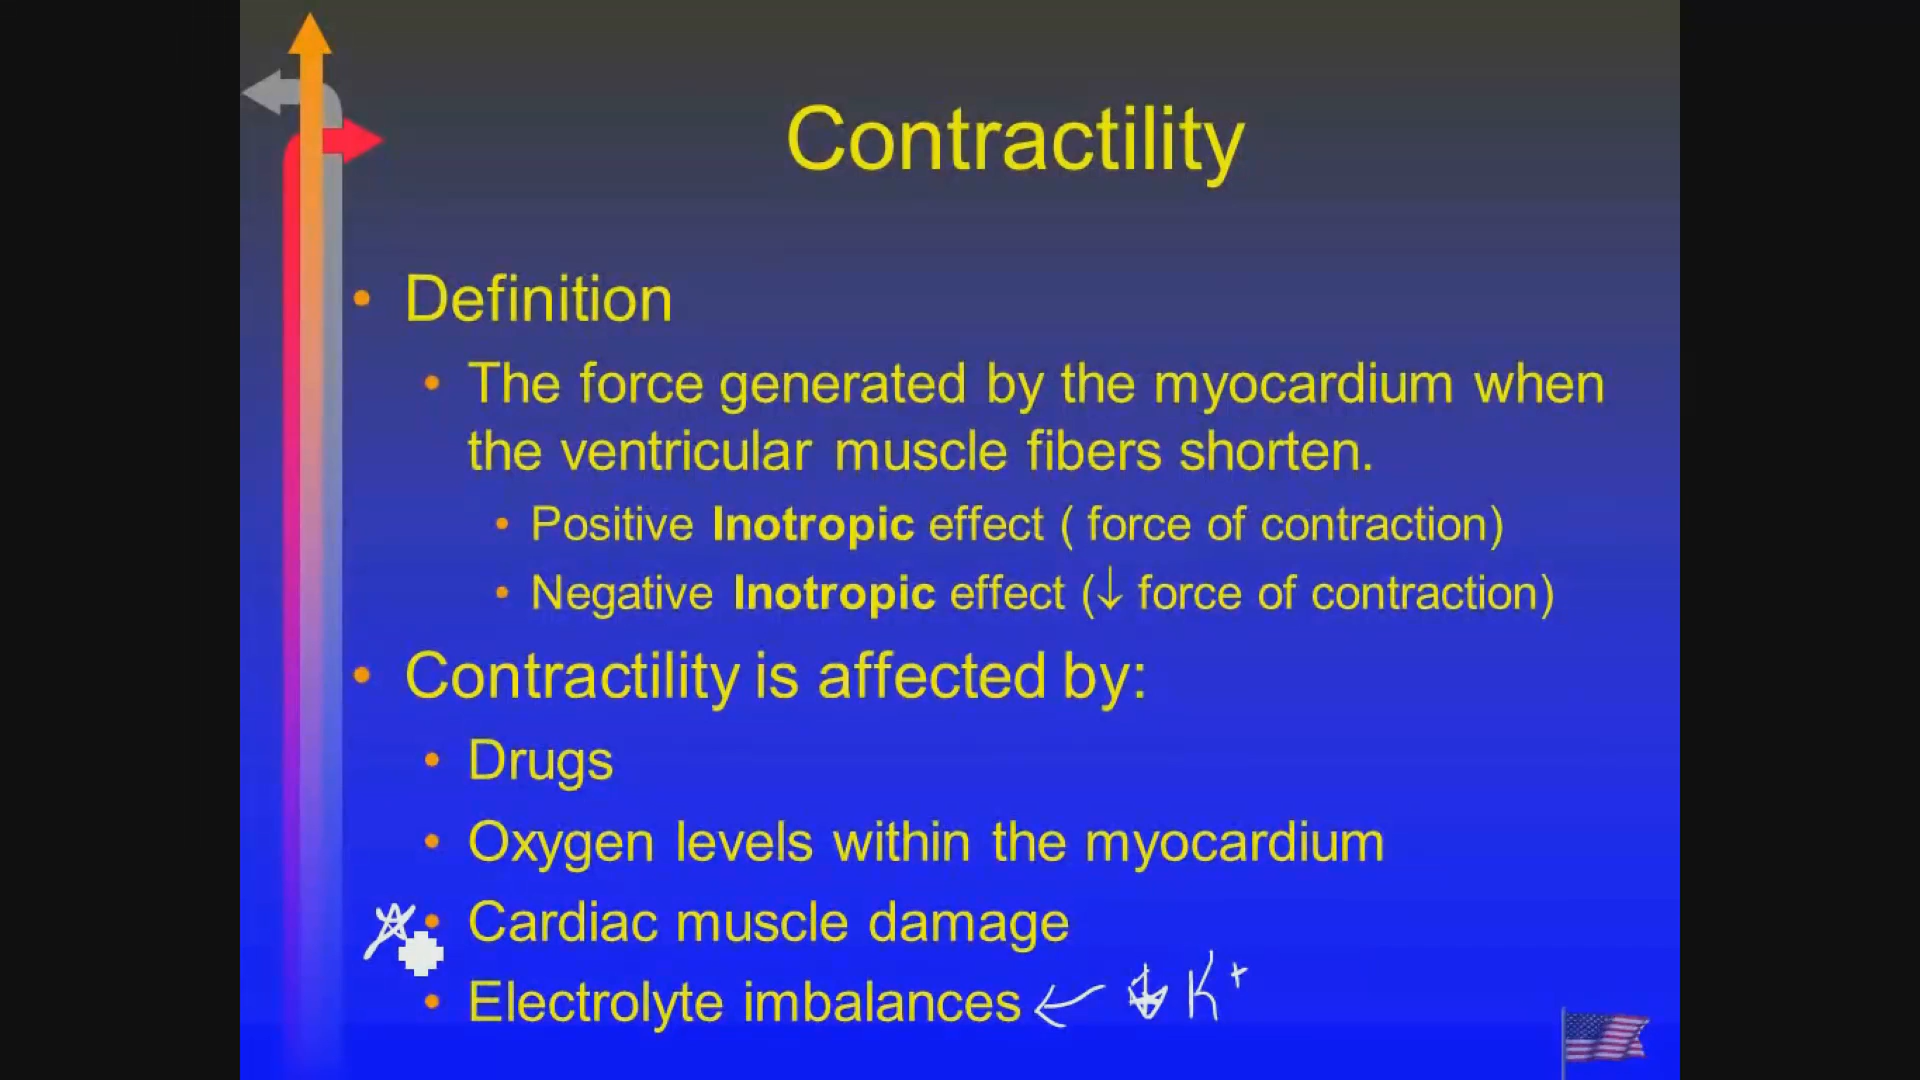 Contractility
• Definition
• The force generated by the myocardium when
the ventricular muscle fibers shorten.
• Positive Inotropic effect ( force of contraction)
• Negative Inotropic effect (↓ force of contraction)
• Contractility is affected by:
• Drugs
• Oxygen levels within the myocardium
• Cardiac muscle damage
• Electrolyte imbalances ← ↓ K+